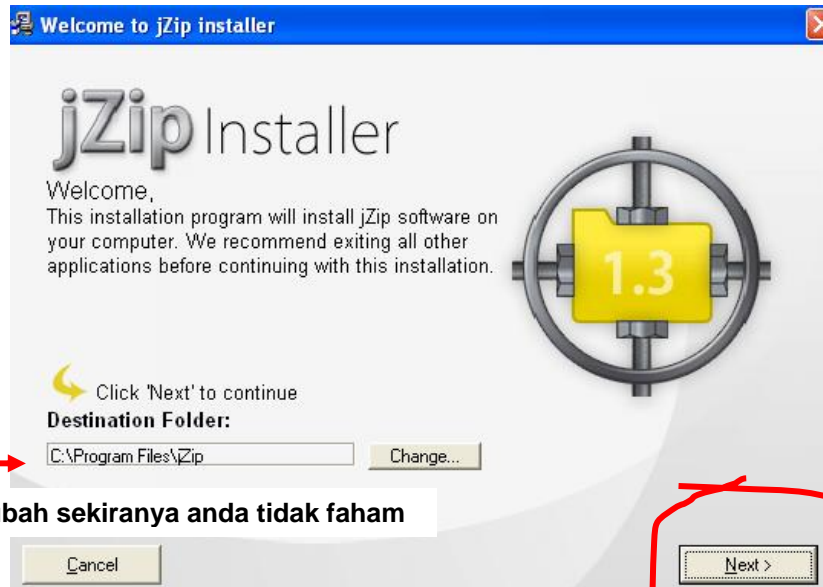 Welcome to jZip installer
jZip Installer
Welcome,
This installation program will install jZip software on
your computer. We recommend exiting all other
applications before continuing with this installation.
1.3
Click 'Next' to continue
Destination Folder:
C:\Program Files\jZip
Change...
sekiranya anda tidak faham
Cancel
Next >